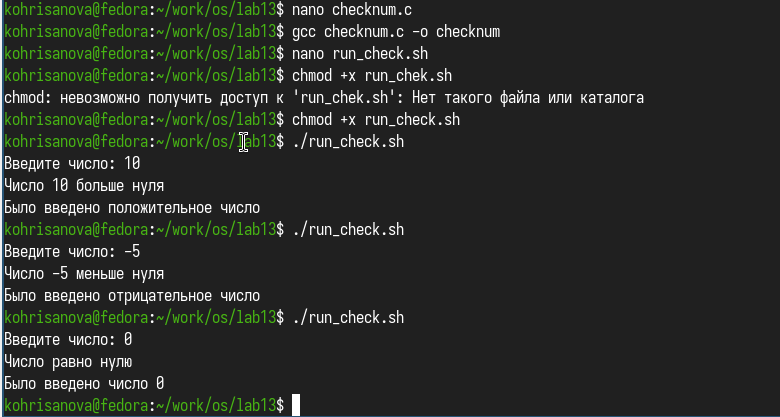 kohrisanova@fedora:~/work/os/lab13$ nano checknum.c
kohrisanova@fedora:~/work/os/lab13$ gcc checknum.c -o checknum
kohrisanova@fedora:~/work/os/lab13$ nano run_check.sh
kohrisanova@fedora:~/work/os/lab13$ chmod +x run_chek.sh
chmod: невозможно получить доступ к 'run_chek.sh': Нет такого файла или каталога
kohrisanova@fedora:~/work/os/lab13$ chmod +x run_check.sh
kohrisanova@fedora:~/work/os/lab13$ ./run_check.sh
Введите число: 10
Число 10 больше нуля
Было введено положительное число
kohrisanova@fedora:~/work/os/lab13$ ./run_check.sh
Введите число: -5
Число -5 меньше нуля
Было введено отрицательное число
kohrisanova@fedora:~/work/os/lab13$ ./run_check.sh
Введите число: 0
Число равно нулю
Было введено число 0
kohrisanova@fedora:~/work/os/lab13$